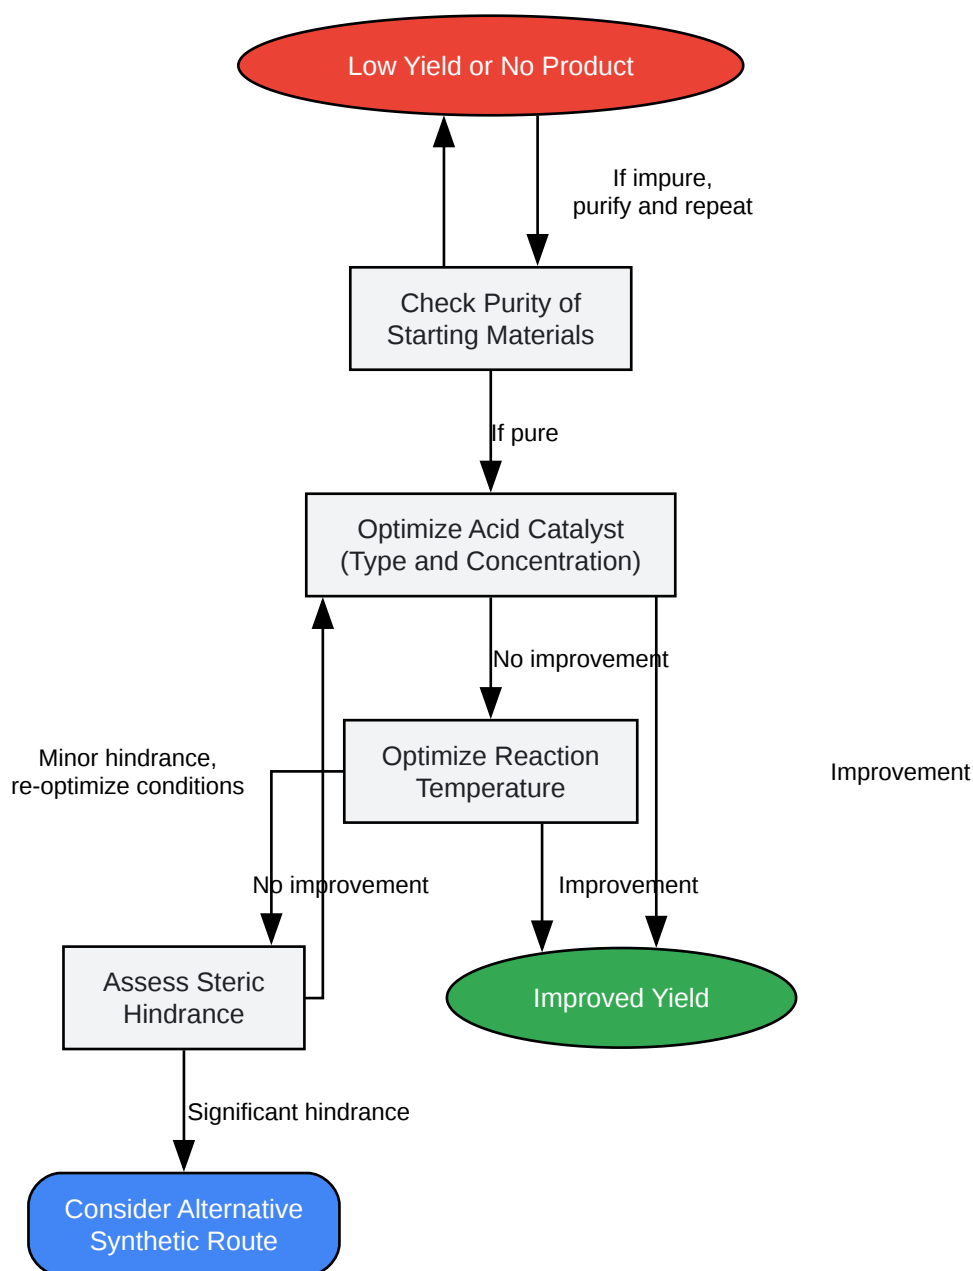 Low Yield or No Product
If impure,
purify and repeat
Check Purity of
Starting Materials
If pure
Optimize Acid Catalyst
(Type and Concentration)
No improvement
Optimize Reaction
Temperature
Minor hindrance,
re-optimize conditions
Improvement
No improvement
Improvement
Assess Steric
Hindrance
Improved Yield
Significant hindrance
Consider Alternative
Synthetic Route